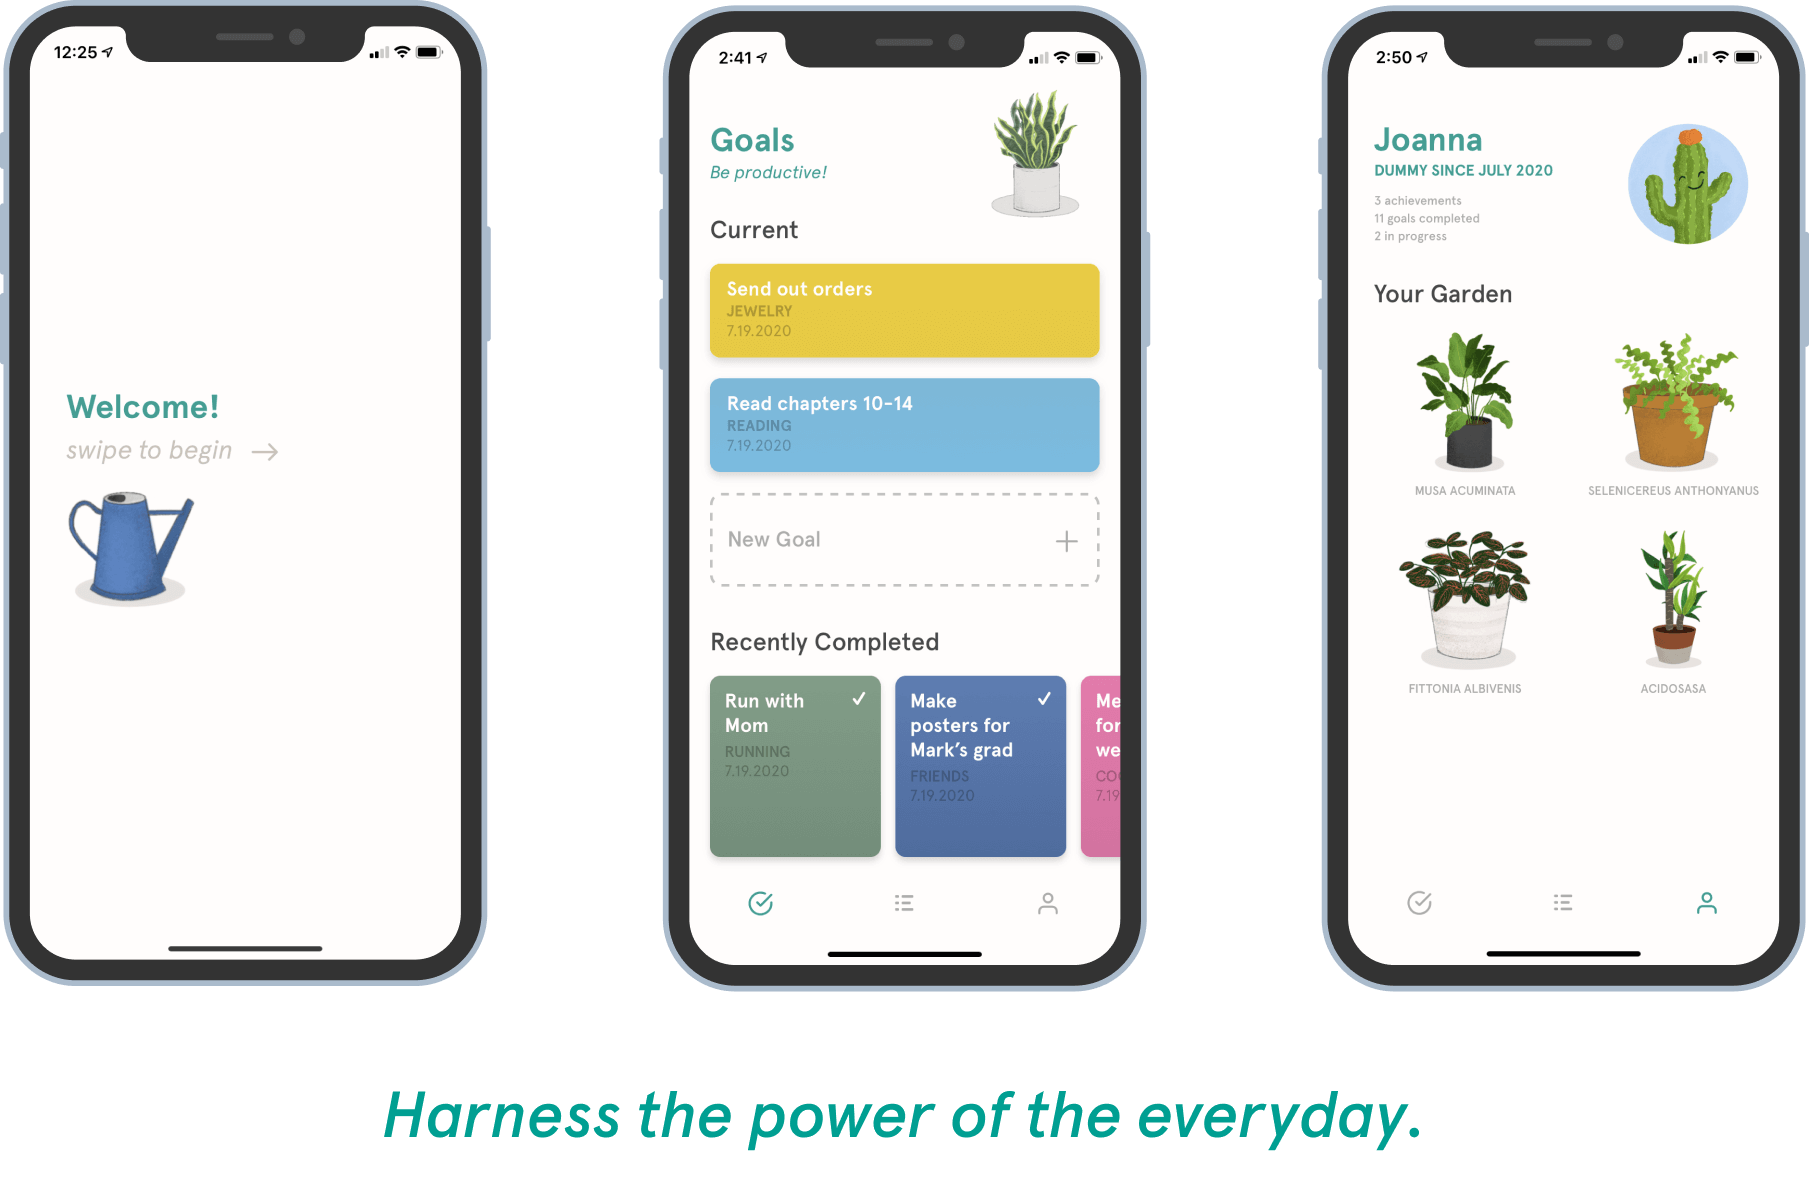 12:25
Welcome!
swipe to begin →
2:41
Goals
Be productive!
Current
Send out orders
JEWELRY
7.19.2020
Read chapters 10-14
READING
7.19.2020
New Goal +
Recently Completed
Run with
Mom
RUNNING
7.19.2020
Make
posters for
Mark's grad
FRIENDS
7.19.2020
Me
for
we
CO
7.19
2:50
Joanna
DUMMY SINCE JULY 2020
3 achievements
11 goals completed
2 in progress
Your Garden
MUSA ACUMINATA
SELENICEREUS ANTHONYANUS
FITTONIA ALBIVENIS
ACIDOSASA
Harness the power of the everyday.